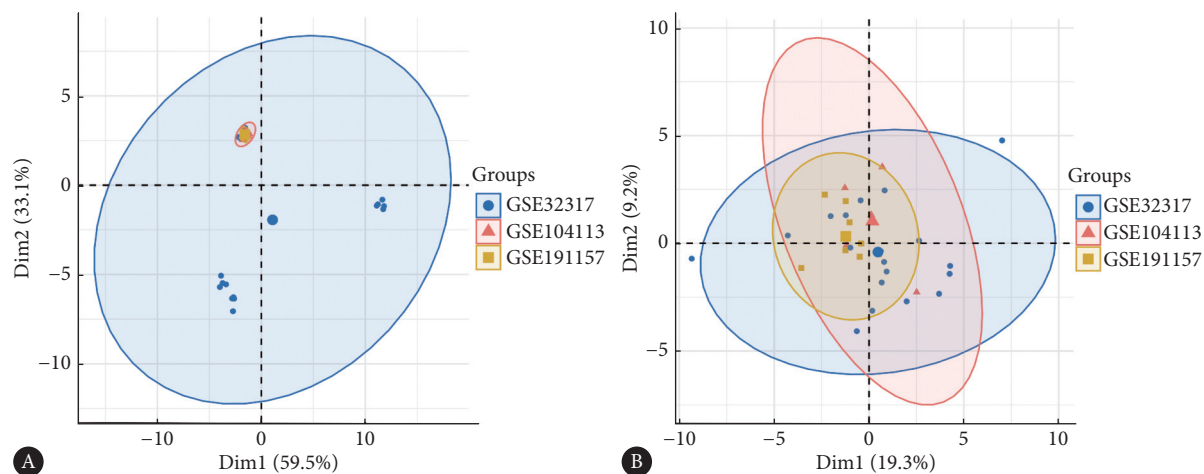 5
0
−5
−10
Dim2 (33.1%)
−10
0
10
Dim1 (59.5%)
Groups
GSE32317
GSE104113
GSE191157
A
10
5
0
−5
Dim2 (9.2%)
−10
−5
0
5
10
Dim1 (19.3%)
Groups
GSE32317
GSE104113
GSE191157
B